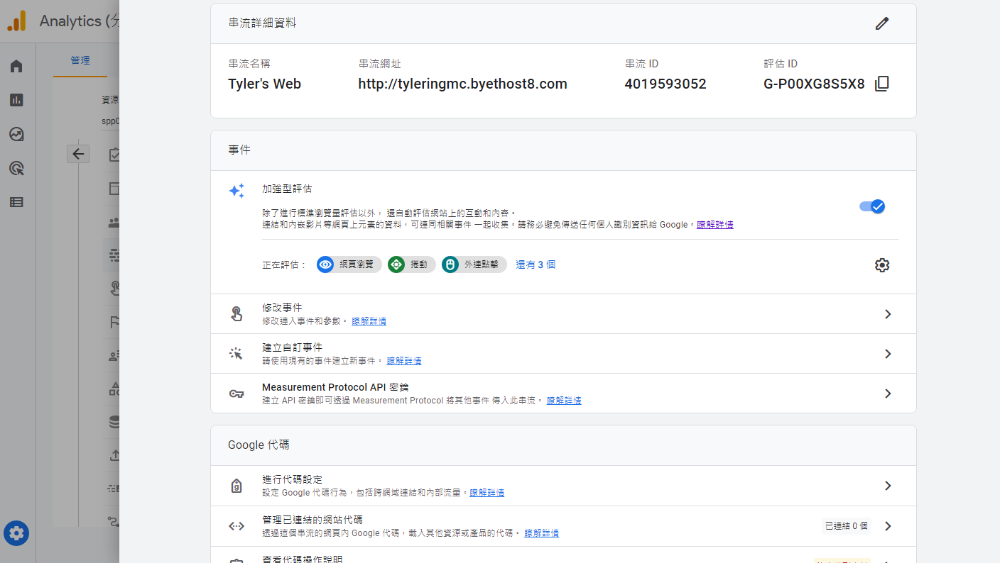 Analytics (分
管理
資源
spp0
串流詳細資料
串流名稱
Tyler's Web
串流網址
http://tyleringmc.byethost8.com
串流 ID
4019593052
評估 ID
G-P00XG8S5X8
事件
加強型評估
除了進行標準瀏覽量評估以外， 還自動評估網站上的互動和內容。
連結和內嵌影片等網頁上元素的資料，可連同相關事件 一起收集。請務必避免傳送任何個人識別資訊給 Google。瞭解詳情
正在評估： 網頁瀏覽 捲動 外連點擊 還有 3 個
修改事件
修改連入事件和參數。 瞭解詳情
建立自訂事件
請使用現有的事件建立新事件。 瞭解詳情
Measurement Protocol API 密鑰
建立 API 密鑰即可透過 Measurement Protocol 將其他事件 傳入此串流。 瞭解詳情
Google 代碼
進行代碼設定
設定 Google 代碼行為，包括跨網域連結和內部流量。瞭解詳情
管理已連結的網站代碼
透過這個串流的網頁內 Google 代碼，載入其他資源或產品的代碼。 瞭解詳情
已連結 0 個
查看代碼操作說明